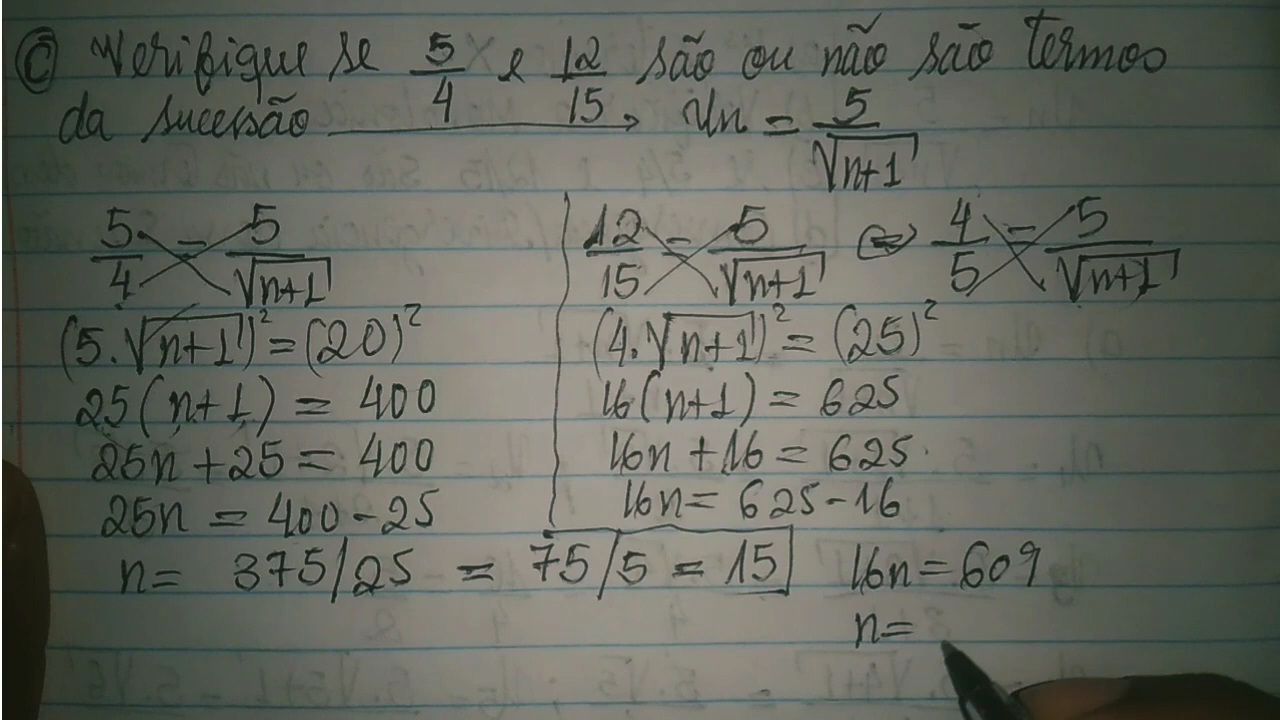 C) Verifique se 5/4 e 12/15 são ou não são termos
da sucessão → Un = 5/√(n+1)
5/4 = 5/√(n+1)
(5.√(n+1))² = (20)²
25(n+1) = 400
25n + 25 = 400
25n = 400 - 25
n = 375/25 = 75/5 = 15
12/15 = 5/√(n+1) ⇔ 4/5 = 5/√(n+1)
(4.√(n+1))² = (25)²
16(n+1) = 625
16n + 16 = 625
16n = 625 - 16
16n = 609
n =